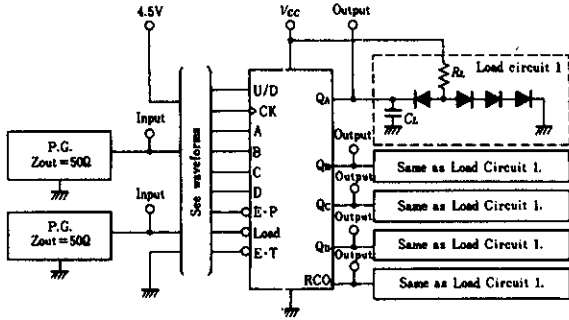 4.5V
VCC
Output
Input
P.G.
Zout=50Ω
Input
P.G.
Zout=50Ω
See waveforms
U/D
CK
A
B
C
D
E·P
Load
E·T
QA
QB
QC
QD
RCO
RL
CL
Load circuit 1
Output
Same as Load Circuit 1.
Output
Same as Load Circuit 1.
Output
Same as Load Circuit 1.
Output
Same as Load Circuit 1.